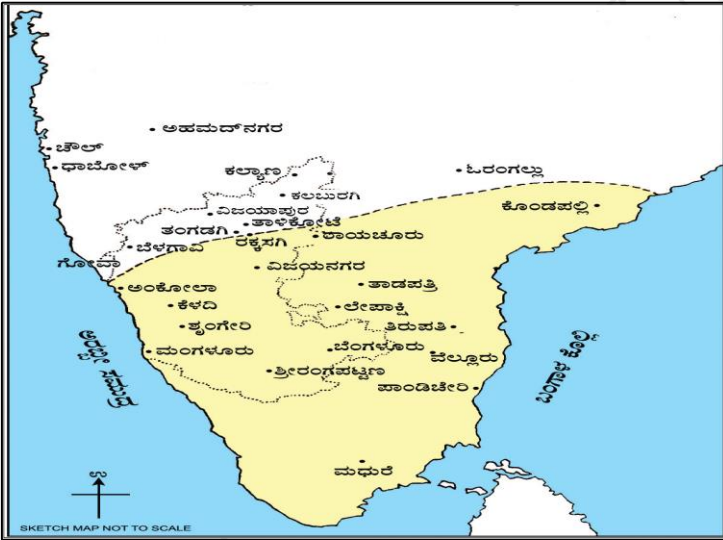 ಅಹಮದ್‌ನಗರ
ಚೌಲ್
ಧಾಬೋಳ್
ಕಲ್ಯಾಣ
ಓರಂಗಲ್ಲು
ಕಲಬುರಗಿ
ಕೊಂಡಪಲ್ಲಿ
ವಿಜಯಾಪುರ
ತಾಳಿಕೋಟೆ
ತಂಗಡಗಿ
ರಕ್ಕಸಗಿ
ರಾಯಚೂರು
ಬೆಳಗಾವಿ
ಗೋವಾ
ವಿಜಯನಗರ
ಅಂಕೋಲಾ
ತಾಡಪತ್ರಿ
ಕೆಳದಿ
ಲೇಪಾಕ್ಷಿ
ಶೃಂಗೇರಿ
ತಿರುಪತಿ
ಮಂಗಳೂರು
ಬೆಂಗಳೂರು
ವೆಲ್ಲೂರು
ಶ್ರೀರಂಗಪಟ್ಟಣ
ಪಾಂಡಿಚೇರಿ
ಅರಬ್ಬೀ ಸಮುದ್ರ
ಬಂಗಾಳ ಕೊಲ್ಲಿ
ಮಧುರೆ
ಉ
SKETCH MAP NOT TO SCALE